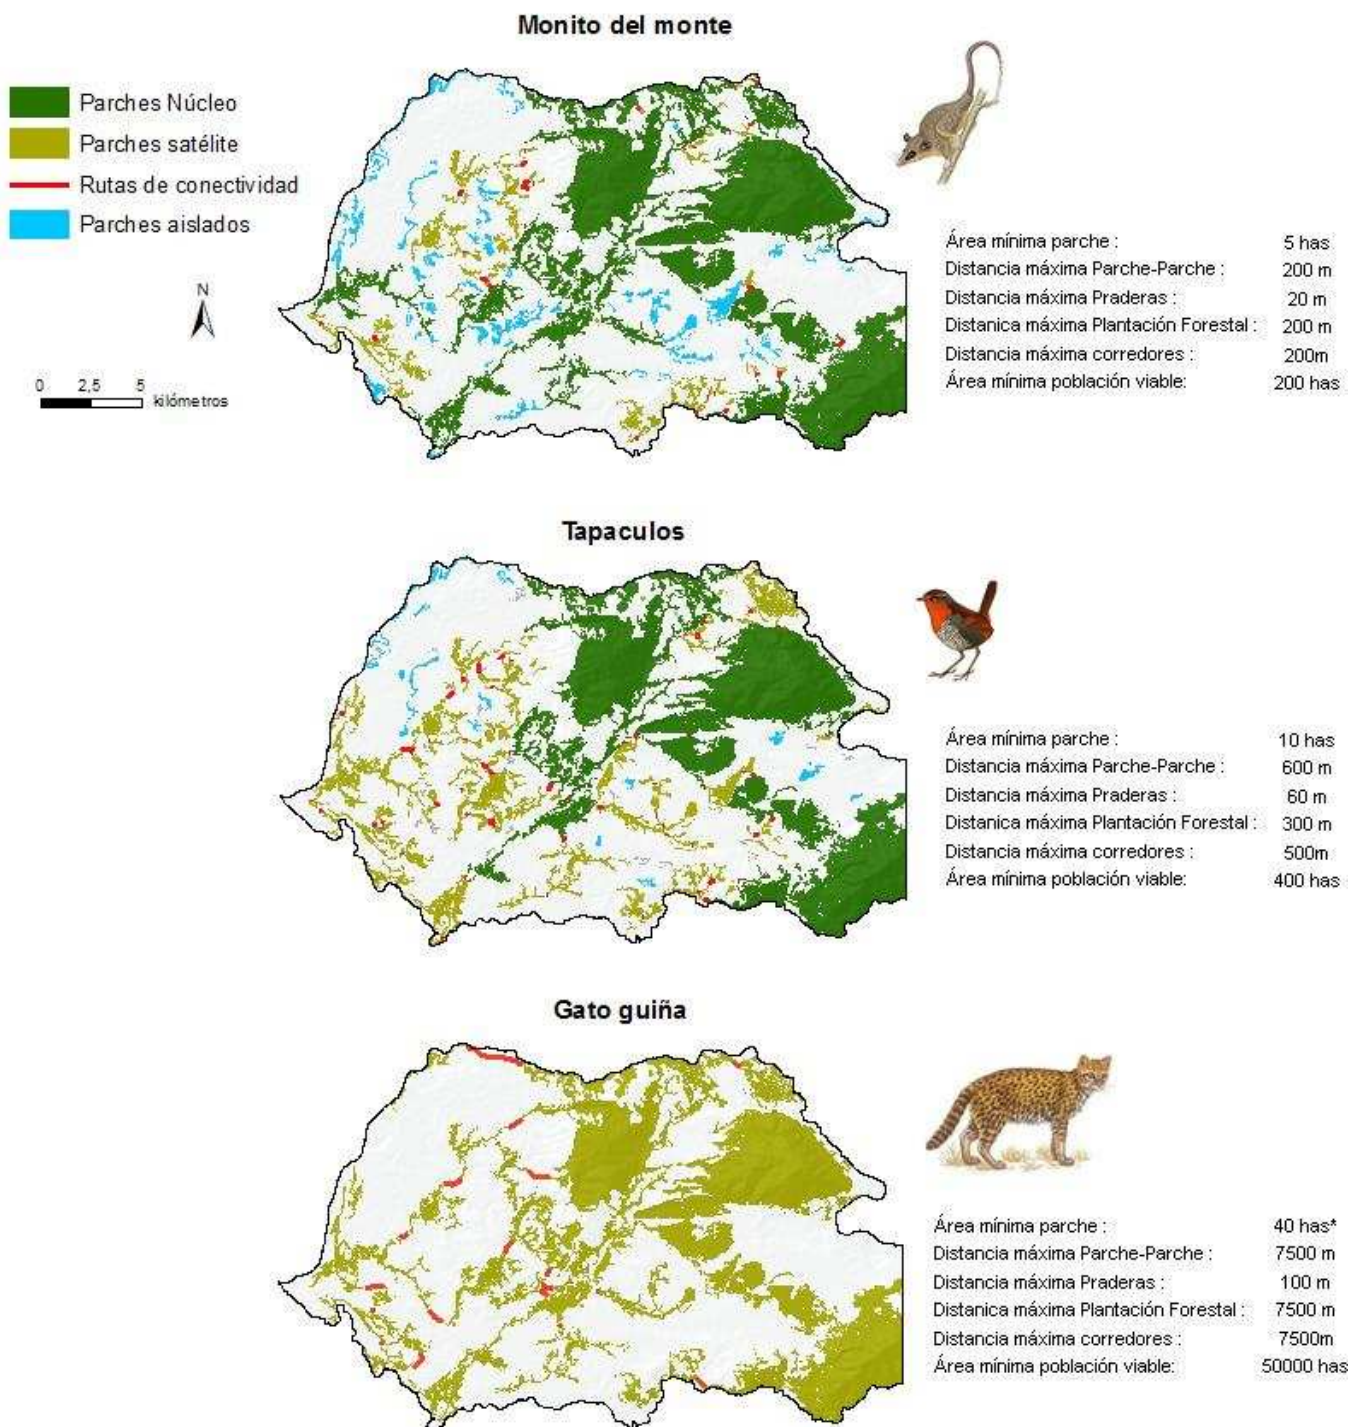 Monito del monte
Parches Núcleo
Parches satélite
Rutas de conectividad
Parches aislados
N
0 2,5 5
kilómetros
Área mínima parche : 5 has
Distancia máxima Parche-Parche : 200 m
Distancia máxima Praderas : 20 m
Distanica máxima Plantación Forestal : 200 m
Distancia máxima corredores : 200m
Área mínima población viable: 200 has
Tapaculos
Área mínima parche : 10 has
Distancia máxima Parche-Parche : 600 m
Distancia máxima Praderas : 60 m
Distanica máxima Plantación Forestal : 300 m
Distancia máxima corredores : 500m
Área mínima población viable: 400 has
Gato guiña
Área mínima parche : 40 has*
Distancia máxima Parche-Parche : 7500 m
Distancia máxima Praderas : 100 m
Distanica máxima Plantación Forestal : 7500 m
Distancia máxima corredores : 7500m
Área mínima población viable: 50000 has